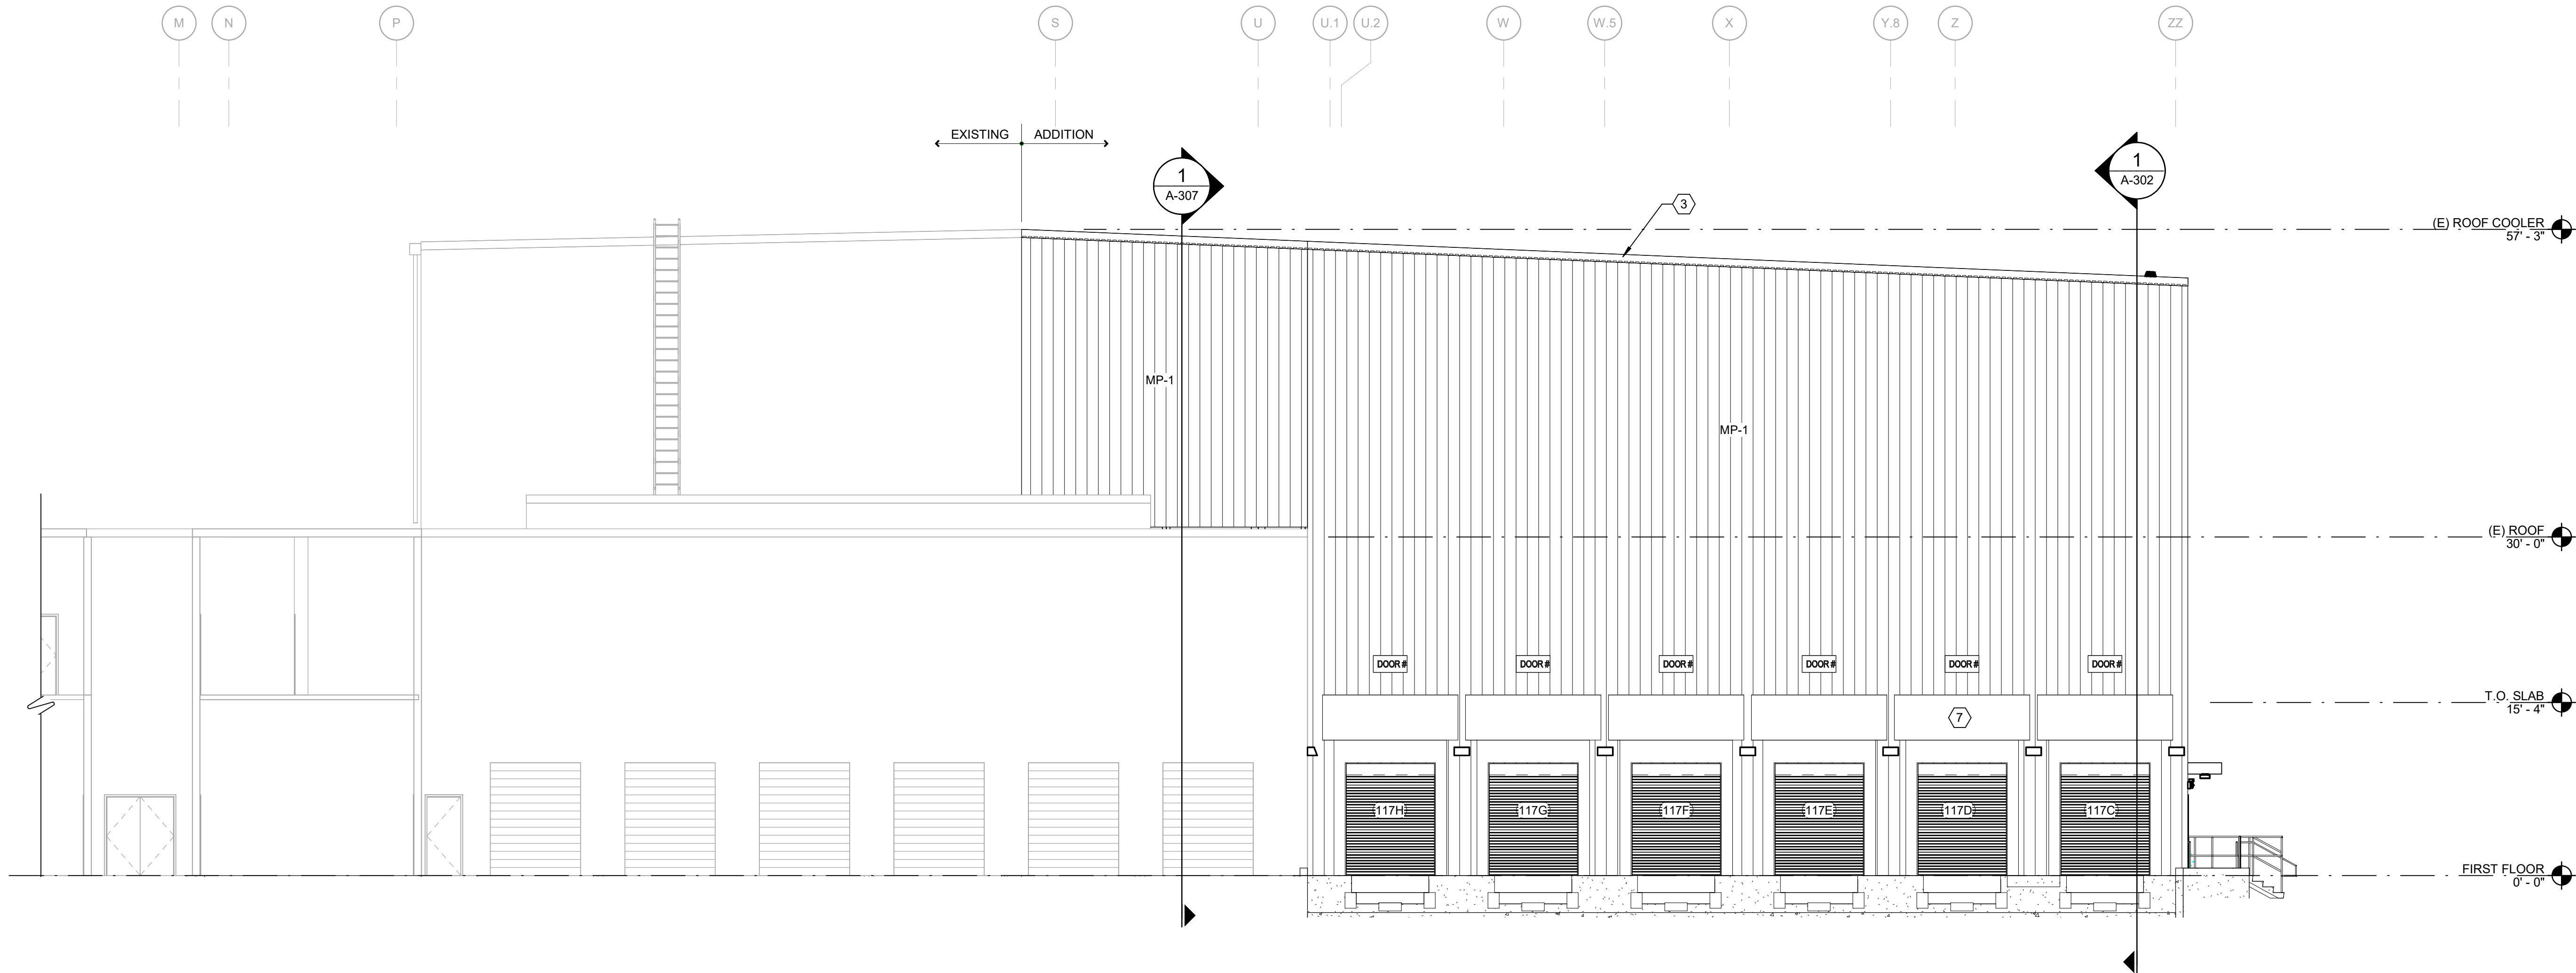 M
N
P
S
U
U.1
U.2
W
W.5
X
Y.8
Z
ZZ
EXISTING
ADDITION
1
A-307
1
A-302
3
(E) ROOF COOLER
57' - 3"
MP-1
MP-1
(E) ROOF
30' - 0"
DOOR #
DOOR #
DOOR #
DOOR #
DOOR #
DOOR #
T.O. SLAB
15' - 4"
7
117H
117G
117F
117E
117D
117C
FIRST FLOOR
0' - 0"